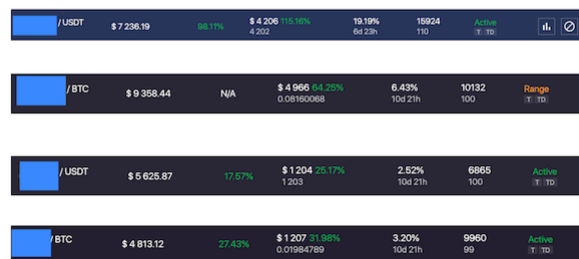 / USDT $ 7 236.19 98.11% $ 4 206 115.16% 19.19% 15924 Active
4 202 6d 23h 110 T TD
/ BTC $ 9 358.44 N/A $ 4 966 64.25% 6.43% 10132 Range
0.08160068 10d 21h 100 T TD
/ USDT $ 5 625.87 17.57% $ 1 204 25.17% 2.52% 6865 Active
1 203 10d 21h 100 T TD
/ BTC $ 4 813.12 27.43% $ 1 207 31.98% 3.20% 9960 Active
0.01984789 10d 21h 99 T TD